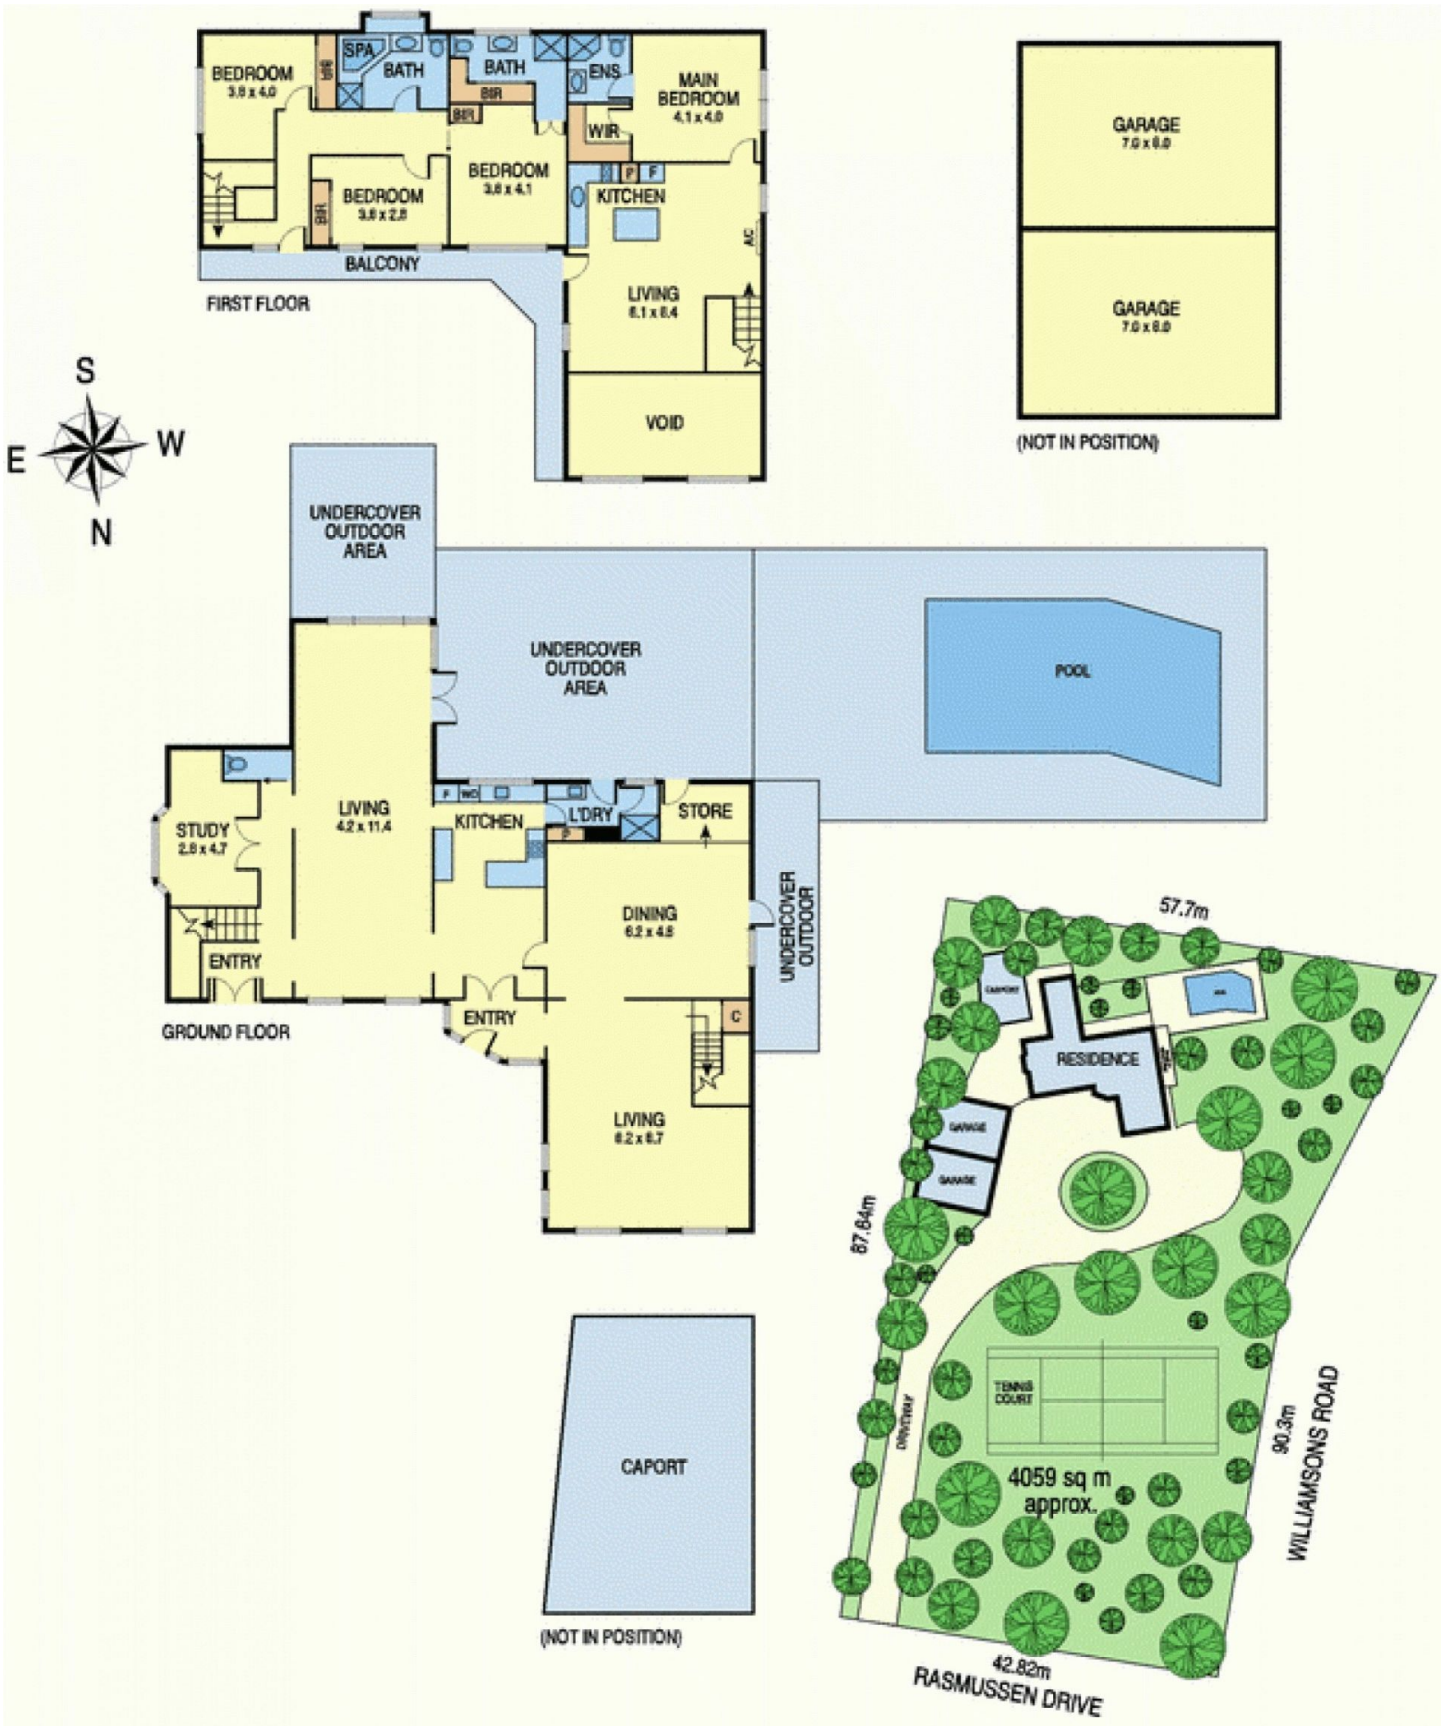 BEDROOM
3.8 x 4.0
BIR
SPA
BATH
BATH
BIR
BIR
ENS
WIR
MAIN
BEDROOM
4.1 x 4.0
BEDROOM
3.8 x 2.8
BIR
BEDROOM
3.8 x 4.1
P
F
KITCHEN
AC
LIVING
6.1 x 6.4
VOID
BALCONY
FIRST FLOOR
GARAGE
7.0 x 6.0
GARAGE
7.0 x 6.0
(NOT IN POSITION)
S
E
W
N
UNDERCOVER
OUTDOOR
AREA
UNDERCOVER
OUTDOOR
AREA
POOL
STUDY
2.8 x 4.7
LIVING
4.2 x 11.4
F
WO
KITCHEN
L'DRY
P
STORE
DINING
6.2 x 4.8
UNDERCOVER
OUTDOOR
ENTRY
GROUND FLOOR
ENTRY
C
LIVING
6.2 x 6.7
CAPORT
(NOT IN POSITION)
57.7m
CARPORT
RESIDENCE
GARAGE
GARAGE
87.64m
DRIVEWAY
TENNIS
COURT
4059 sq m
approx.
90.3m
WILLIAMSONS ROAD
42.82m
RASMUSSEN DRIVE